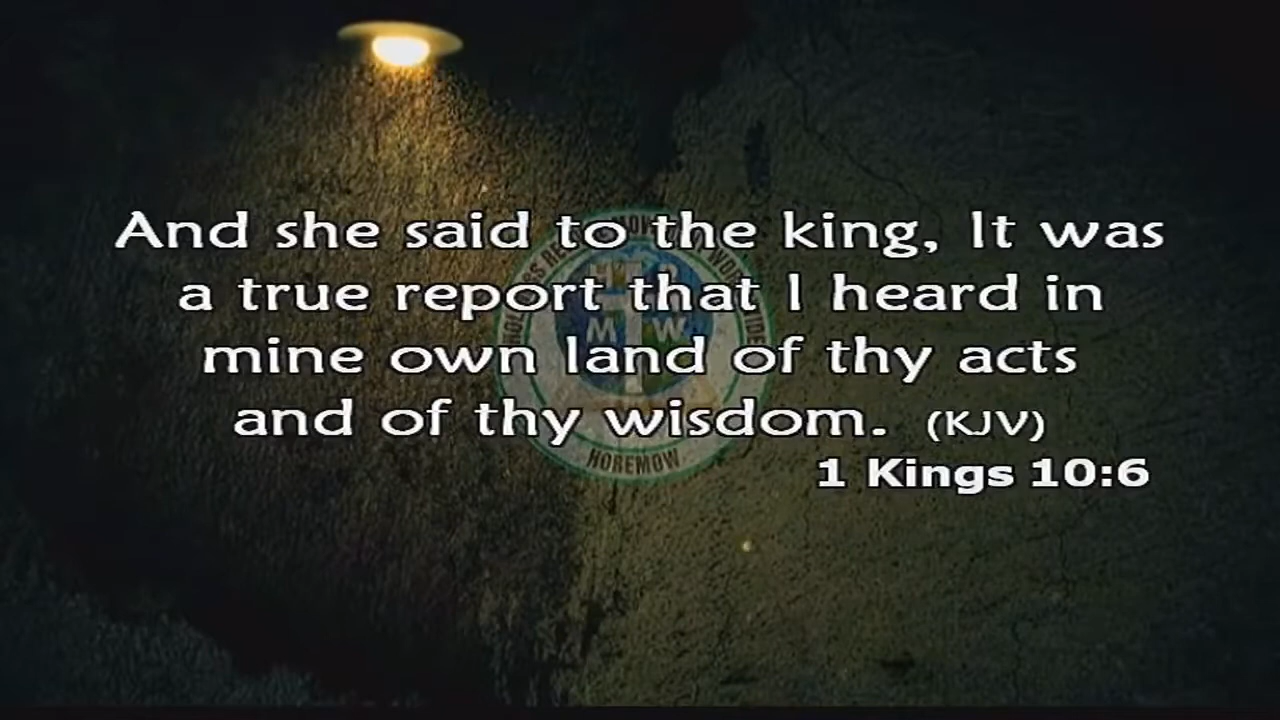 And she said to the king, It was
a true report that I heard in
mine own land of thy acts
and of thy wisdom. (KJV)
1 Kings 10:6
HOREMOW